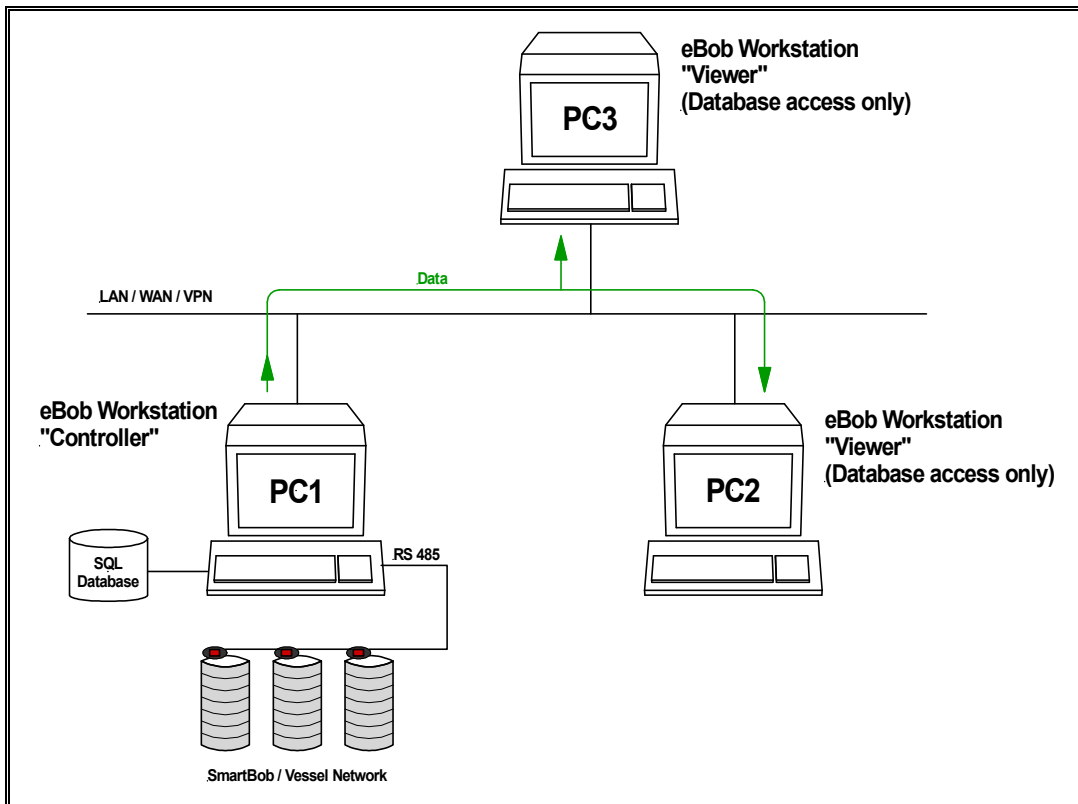 eBob Workstation
"Viewer"
(Database access only)
PC3
Data
LAN / WAN / VPN
eBob Workstation
"Controller"
eBob Workstation
"Viewer"
(Database access only)
PC1
PC2
RS 485
SQL
Database
SmartBob / Vessel Network